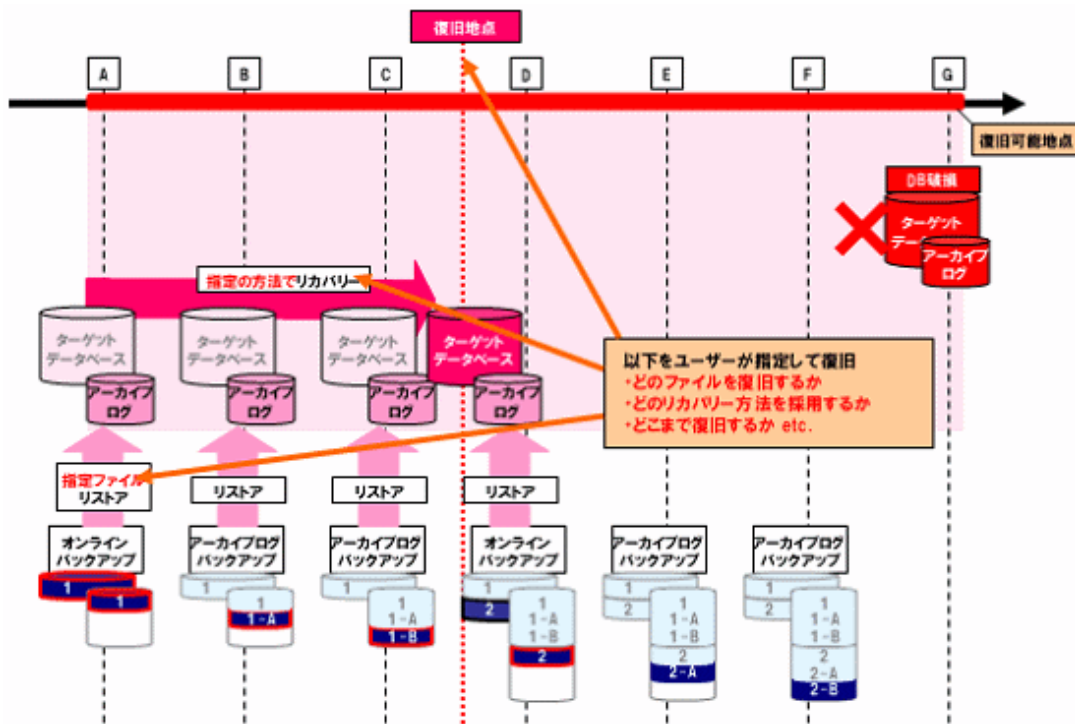 復旧地点
A
B
C
D
E
F
G
復旧可能地点
DB破損
ターゲット
データベース
アーカイブ
ログ
指定の方法でリカバリー
ターゲット
データベース
ターゲット
データベース
ターゲット
データベース
ターゲット
データベース
アーカイブ
ログ
アーカイブ
ログ
アーカイブ
ログ
アーカイブ
ログ
以下をユーザーが指定して復旧
・どのファイルを復旧するか
・どのリカバリー方法を採用するか
・どこまで復旧するか etc.
指定ファイル
リストア
リストア
リストア
リストア
オンライン
バックアップ
アーカイブログ
バックアップ
アーカイブログ
バックアップ
オンライン
バックアップ
アーカイブログ
バックアップ
アーカイブログ
バックアップ
1
1
1
1
1-A
1
1
1-A
1-B
1
2
1
1-A
1-B
2
1
2
1
1-A
1-B
2
2-A
1
2
1
1-A
1-B
2
2-A
2-B